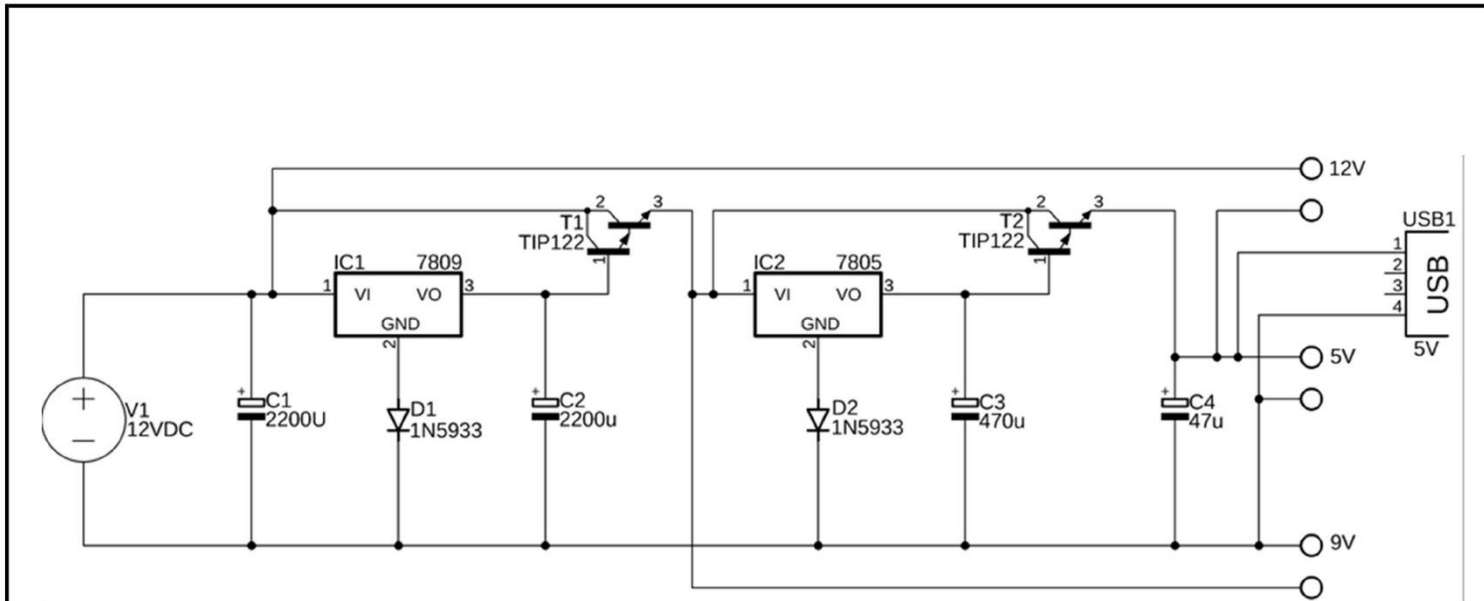 12V
2 3
T1
TIP122
1
2 3
T2
TIP122
1
USB1
1
2
3
4
USB
5V
IC1 7809
1 VI VO 3
GND
2
IC2 7805
1 VI VO 3
GND
2
5V
+
V1
12VDC
+
C1
2200U
D1
1N5933
+
C2
2200u
D2
1N5933
+
C3
470u
+
C4
47u
9V